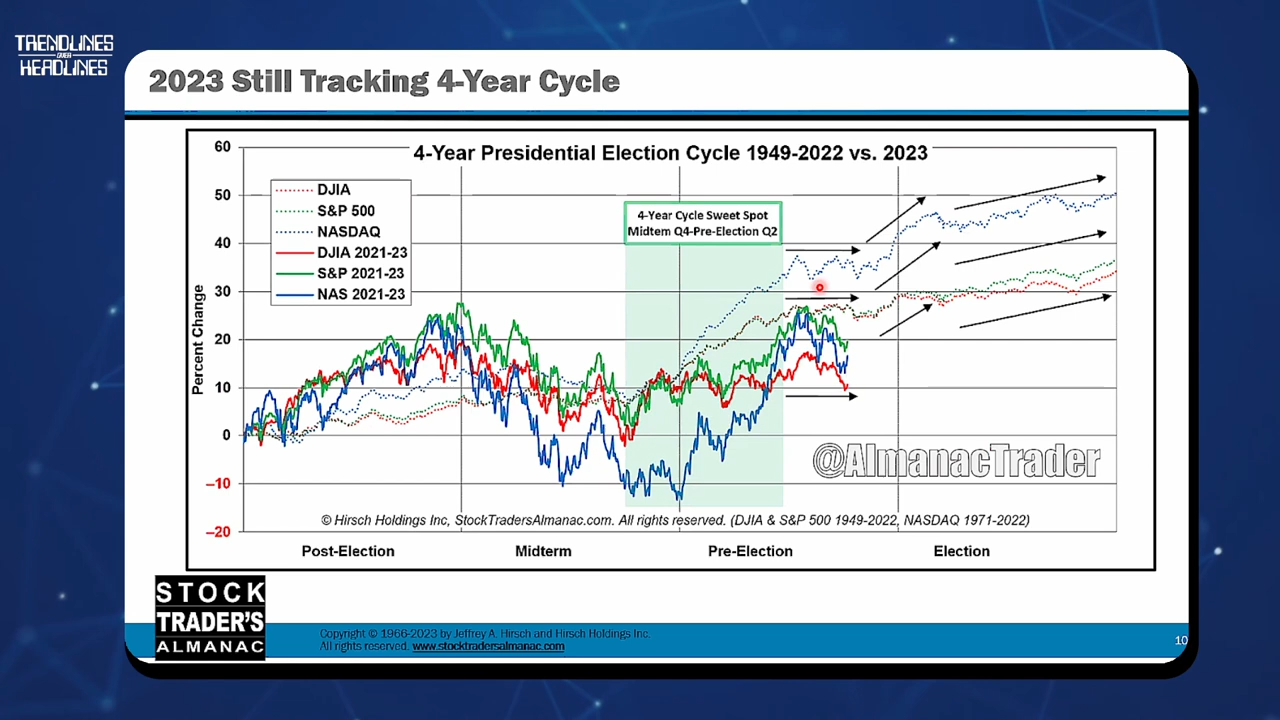 TRENDLINES
OVER
HEADLINES
2023 Still Tracking 4-Year Cycle
4-Year Presidential Election Cycle 1949-2022 vs. 2023
60
50
40
30
20
10
0
–10
–20
Percent Change
DJIA
S&P 500
NASDAQ
DJIA 2021-23
S&P 2021-23
NAS 2021-23
4-Year Cycle Sweet Spot
Midtem Q4-Pre-Election Q2
@AlmanacTrader
© Hirsch Holdings Inc, StockTradersAlmanac.com. All rights reserved. (DJIA & S&P 500 1949-2022, NASDAQ 1971-2022)
Post-Election
Midterm
Pre-Election
Election
STOCK
TRADER'S
ALMANAC
Copyright © 1966-2023 by Jeffrey A. Hirsch and Hirsch Holdings Inc.
All rights reserved. www.stocktradersalmanac.com
10